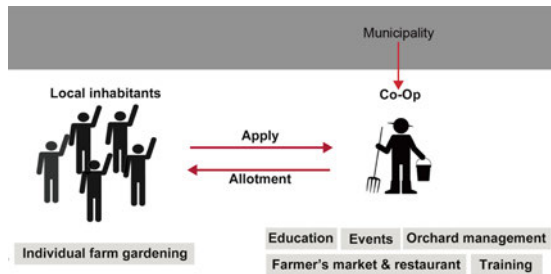 Municipality
Local inhabitants
Co-Op
Apply
Allotment
Individual farm gardening
Education
Events
Orchard management
Farmer's market & restaurant
Training